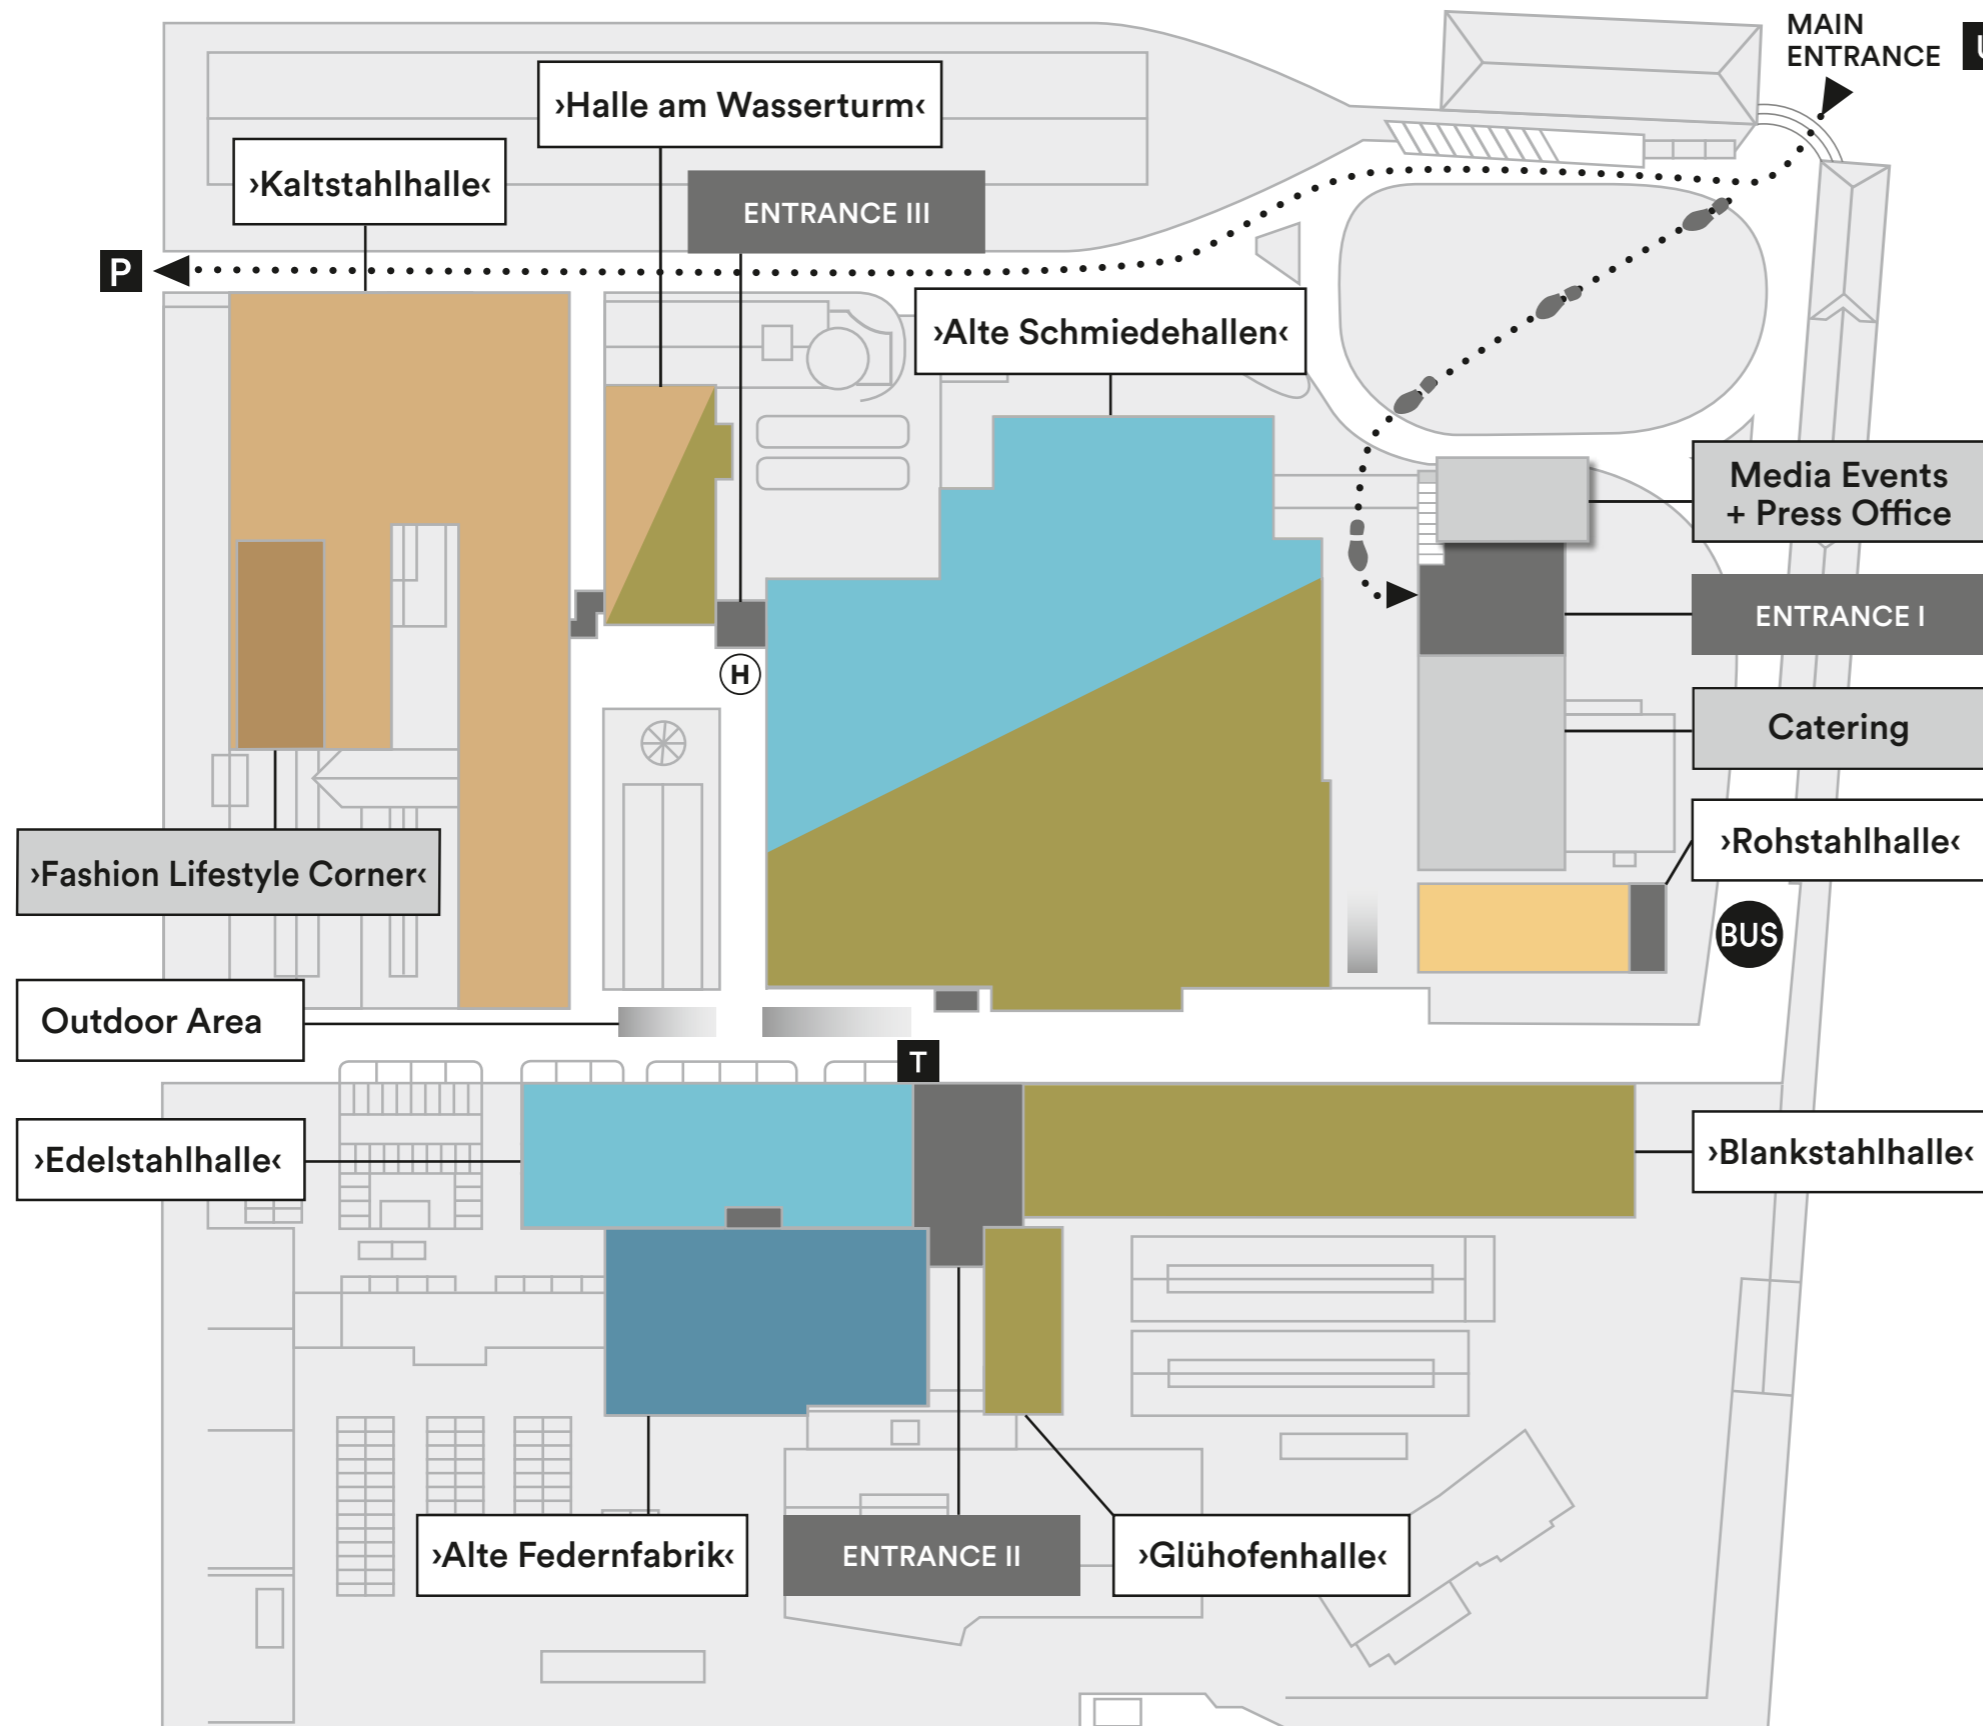 MAIN
ENTRANCE
U
›Halle am Wasserturm‹
›Kaltstahlhalle‹
ENTRANCE III
P
›Alte Schmiedehallen‹
Media Events
+ Press Office
ENTRANCE I
H
Catering
›Rohstahlhalle‹
›Fashion Lifestyle Corner‹
BUS
Outdoor Area
T
›Edelstahlhalle‹
›Blankstahlhalle‹
›Alte Federnfabrik‹
ENTRANCE II
›Glühofenhalle‹